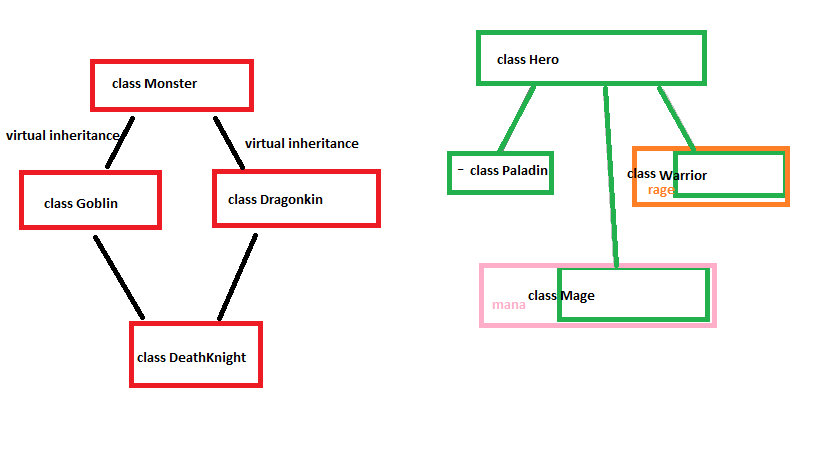 class Monster
virtual inheritance
virtual inheritance
class Goblin
class Dragonkin
class DeathKnight
class Hero
- class Paladin
class Warrior
rage
class Mage
mana